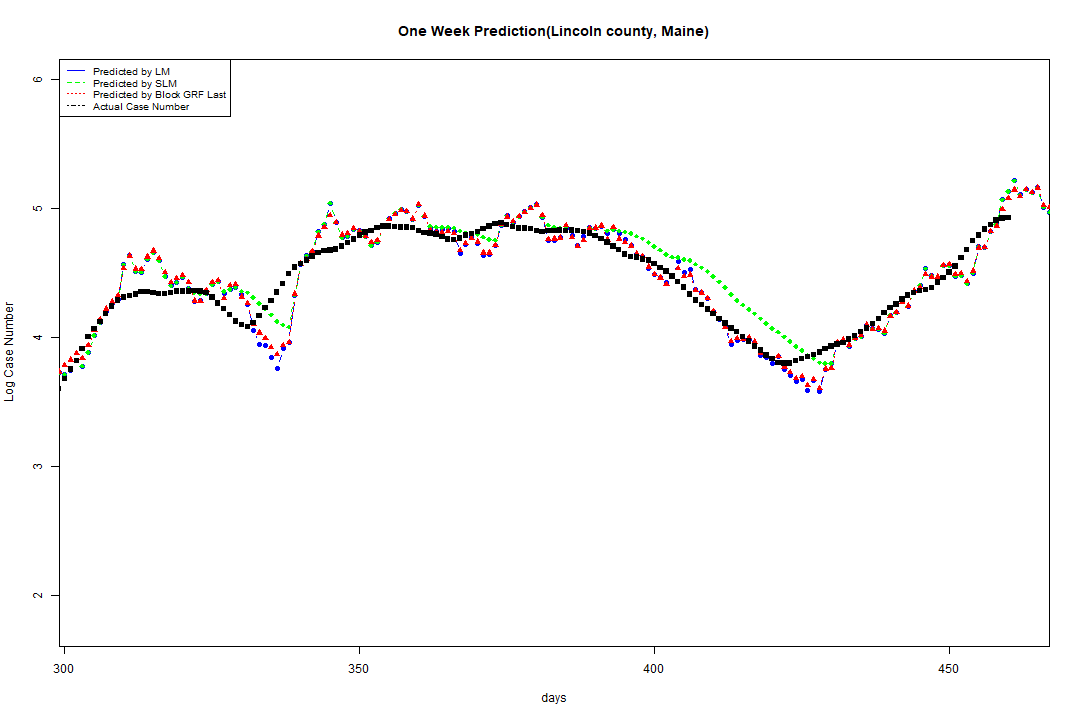 One Week Prediction(Lincoln county, Maine)
Predicted by LM
Predicted by SLM
Predicted by Block GRF Last
Actual Case Number
6
5
4
3
2
Log Case Number
300 350 400 450
days